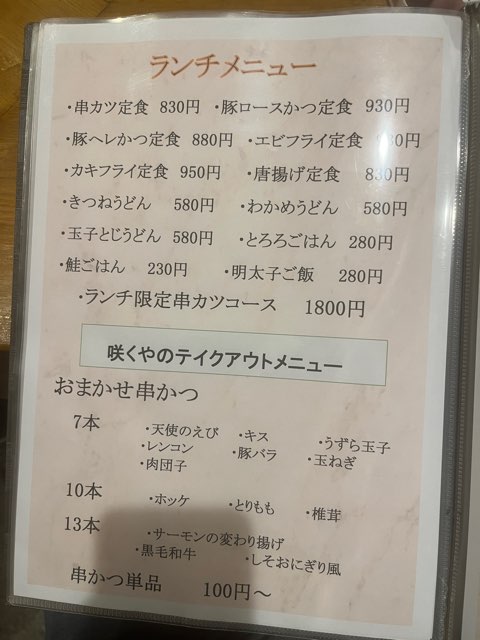 ランチメニュー
・串カツ定食 830円 ・豚ロースかつ定食 930円
・豚ヘレかつ定食 880円 ・エビフライ定食
・カキフライ定食 950円 ・唐揚げ定食 830円
・きつねうどん 580円 ・わかめうどん 580円
・玉子とじうどん 580円 ・とろろごはん 280円
・鮭ごはん 230円 ・明太子ご飯 280円
・ランチ限定串カツコース 1800円
咲くやのテイクアウトメニュー
おまかせ串かつ
7本 ・天使のえび ・キス ・うずら玉子
・レンコン ・豚バラ ・玉ねぎ
・肉団子
10本 ・ホッケ ・とりもも ・椎茸
13本 ・サーモンの変わり揚げ
・黒毛和牛 ・しそおにぎり風
串かつ単品 100円〜